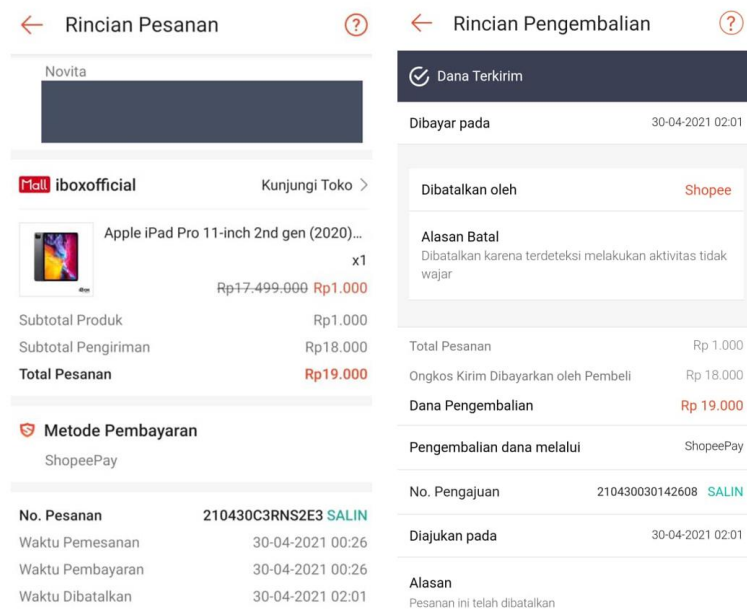 Rincian Pesanan
Novita
Mall iboxofficial
Kunjungi Toko >
Apple iPad Pro 11-inch 2nd gen (2020)...
x1
Rp17.499.000 Rp1.000
Subtotal Produk Rp1.000
Subtotal Pengiriman Rp18.000
Total Pesanan Rp19.000
Metode Pembayaran
ShopeePay
No. Pesanan 210430C3RNS2E3 SALIN
Waktu Pemesanan 30-04-2021 00:26
Waktu Pembayaran 30-04-2021 00:26
Waktu Dibatalkan 30-04-2021 02:01
Rincian Pengembalian
Dana Terkirim
Dibayar pada 30-04-2021 02:01
Dibatalkan oleh Shopee
Alasan Batal
Dibatalkan karena terdeteksi melakukan aktivitas tidak
wajar
Total Pesanan Rp 1.000
Ongkos Kirim Dibayarkan oleh Pembeli Rp 18.000
Dana Pengembalian Rp 19.000
Pengembalian dana melalui ShopeePay
No. Pengajuan 210430030142608 SALIN
Diajukan pada 30-04-2021 02:01
Alasan
Pesanan ini telah dibatalkan